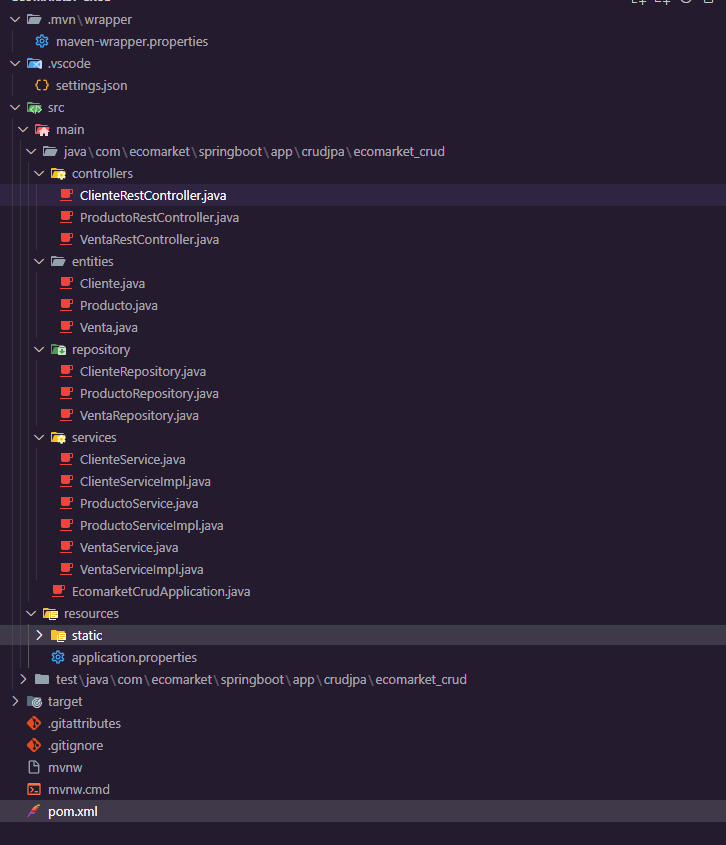 .mvn\wrapper
maven-wrapper.properties
.vscode
settings.json
src
main
java\com\ecomarket\springboot\app\crudjpa\ecomarket_crud
controllers
ClienteRestController.java
ProductoRestController.java
VentaRestController.java
entities
Cliente.java
Producto.java
Venta.java
repository
ClienteRepository.java
ProductoRepository.java
VentaRepository.java
services
ClienteService.java
ClienteServiceImpl.java
ProductoService.java
ProductoServiceImpl.java
VentaService.java
VentaServiceImpl.java
EcomarketCrudApplication.java
resources
static
application.properties
test\java\com\ecomarket\springboot\app\crudjpa\ecomarket_crud
target
.gitattributes
.gitignore
mvnw
mvnw.cmd
pom.xml